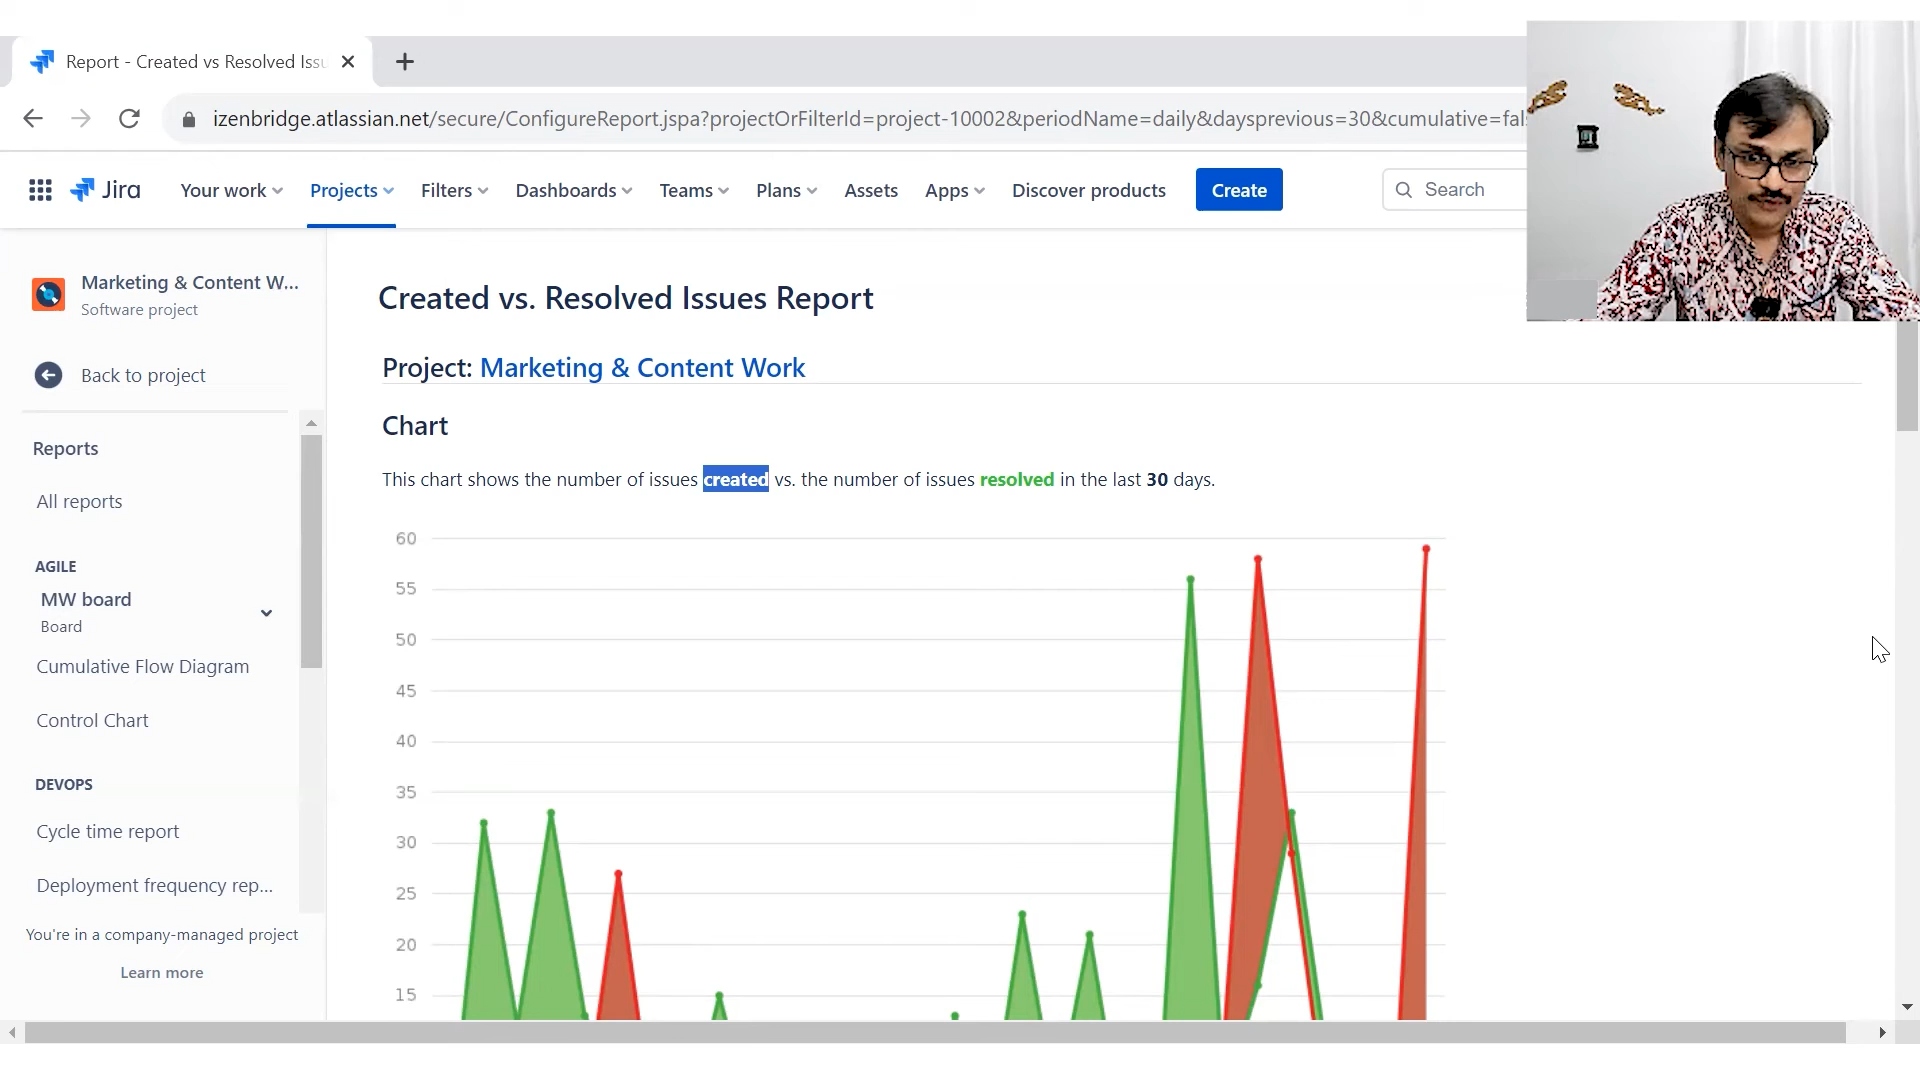 Report - Created vs Resolved Iss
izenbridge.atlassian.net/secure/ConfigureReport.jspa?projectOrFilterId=project-10002&periodName=daily&daysprevious=30&cumulative=fal
Jira Your work Projects Filters Dashboards Teams Plans Assets Apps Discover products Create Search
Marketing & Content W...
Software project
Back to project
Reports
All reports
AGILE
MW board
Board
Cumulative Flow Diagram
Control Chart
DEVOPS
Cycle time report
Deployment frequency rep...
You're in a company-managed project
Learn more
Created vs. Resolved Issues Report
Project: Marketing & Content Work
Chart
This chart shows the number of issues created vs. the number of issues resolved in the last 30 days.
60
55
50
45
40
35
30
25
20
15